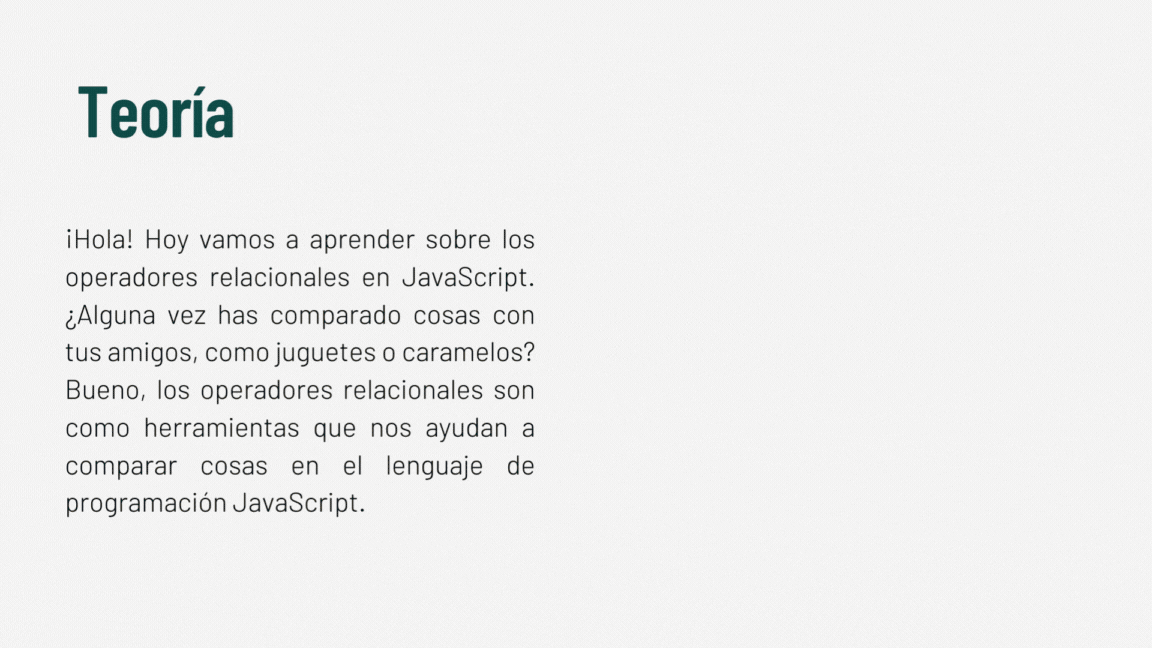 Teoría
¡Hola! Hoy vamos a aprender sobre los
operadores relacionales en JavaScript.
¿Alguna vez has comparado cosas con
tus amigos, como juguetes o caramelos?
Bueno, los operadores relacionales son
como herramientas que nos ayudan a
comparar cosas en el lenguaje de
programación JavaScript.